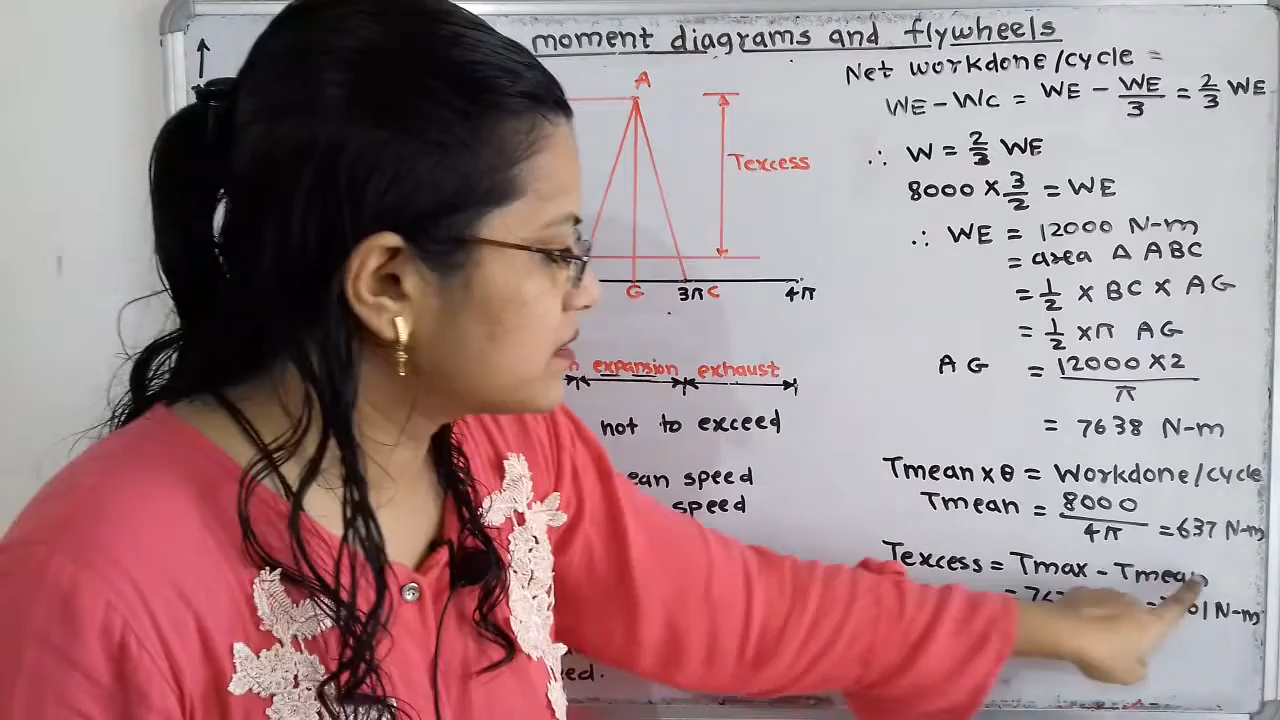 moment diagrams and flywheels
A
Texcess
G 3π C 4π
expansion exhaust
not to exceed
speed
speed
Net workdone/cycle =
WE - WC = WE - WE/3 = 2/3 WE
∴ W = 2/3 WE
8000 × 3/2 = WE
∴ WE = 12000 N-m
= area Δ ABC
= 1/2 × BC × AG
= 1/2 × π AG
AG = 12000 × 2 / π
= 7638 N-m
Tmean × θ = Workdone/cycle
Tmean = 8000 / 4π = 637 N-m
Texcess = Tmax - Tmean
N-m